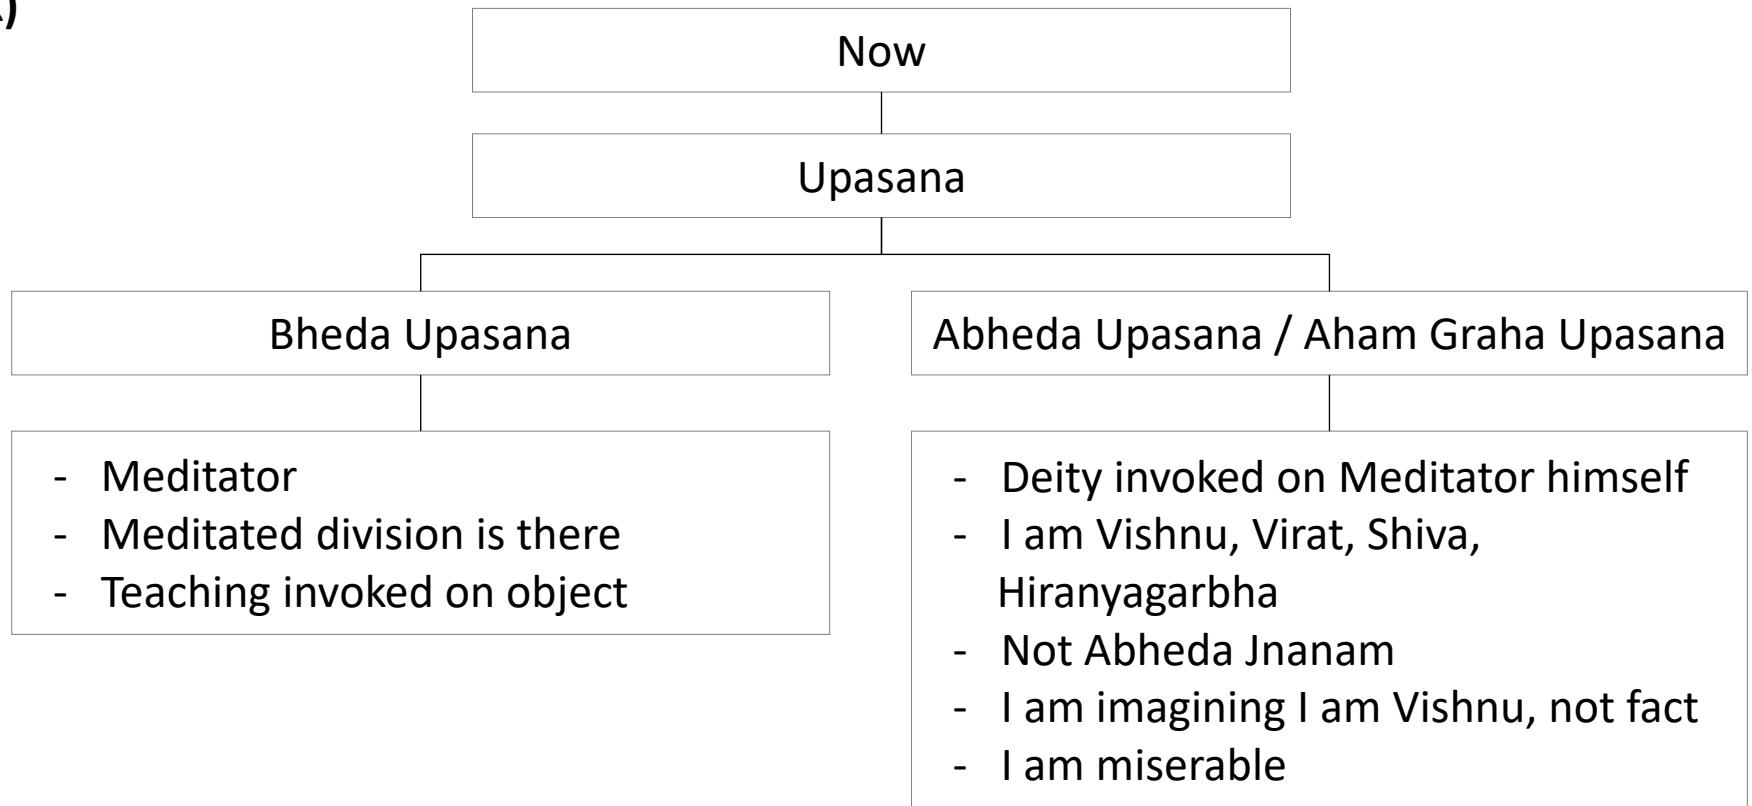 Now
Upasana
Bheda Upasana
Abheda Upasana / Aham Graha Upasana
- Meditator
- Meditated division is there
- Teaching invoked on object
- Deity invoked on Meditator himself
- I am Vishnu, Virat, Shiva,
Hiranyagarbha
- Not Abheda Jnanam
- I am imagining I am Vishnu, not fact
- I am miserable